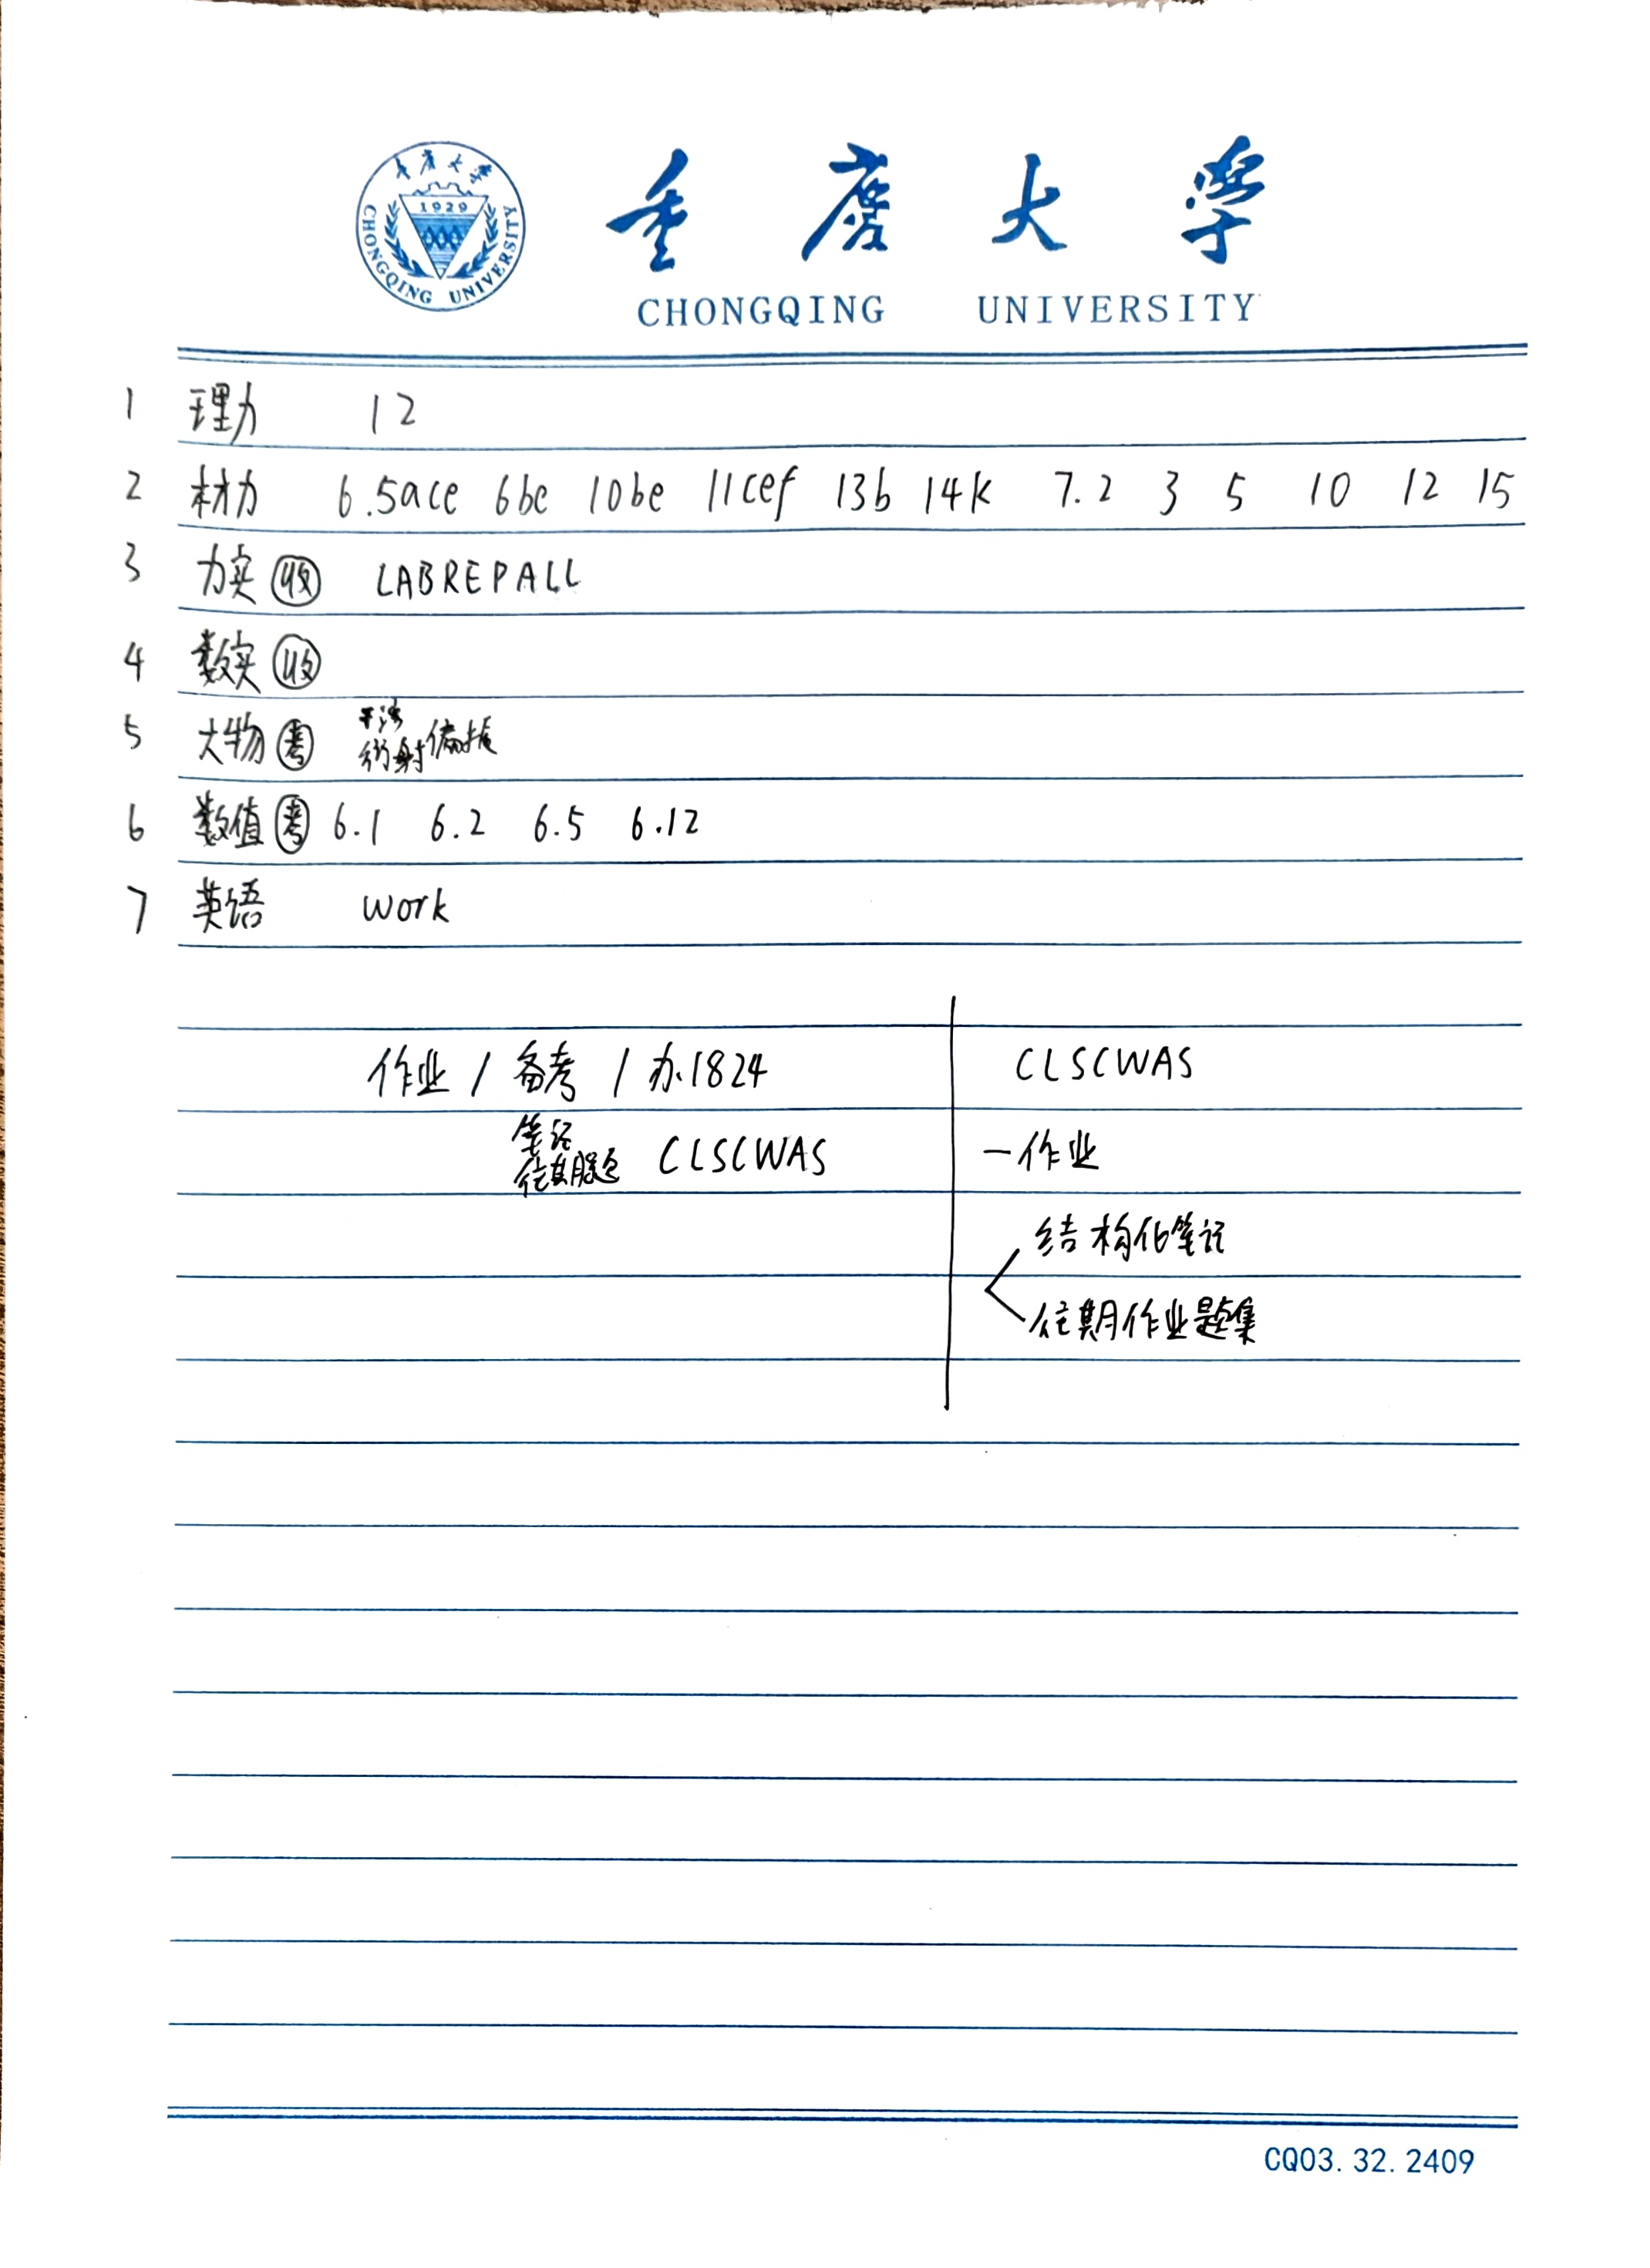 重庆大学
1929
CHONGQING UNIVERSITY
重庆大学
CHONGQING UNIVERSITY
1 理力 12
2 材力 6.5ace 6be 10be 11cef 13b 14k 7.2 3 5 10 12 15
3 力实 收 LABREPALL
4 数实 收
5 大物 考 干涉 衍射 偏振
6 数值 考 6.1 6.2 6.5 6.12
7 英语 work
作业 / 备考 / 办1824
笔记
往期题 CLSCWAS
CLSCWAS
一作业
结构化笔记
往期作业题集
CQ03.32.2409